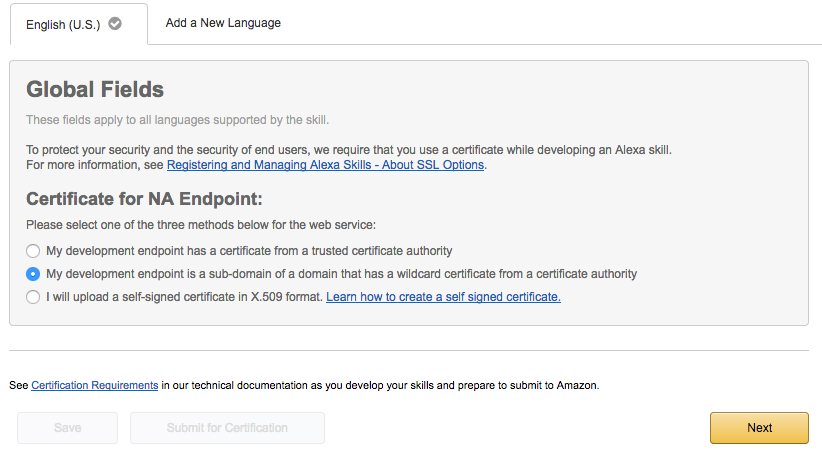 English (U.S.)
Add a New Language
Global Fields
These fields apply to all languages supported by the skill.
To protect your security and the security of end users, we require that you use a certificate while developing an Alexa skill.
For more information, see Registering and Managing Alexa Skills - About SSL Options.
Certificate for NA Endpoint:
Please select one of the three methods below for the web service:
My development endpoint has a certificate from a trusted certificate authority
My development endpoint is a sub-domain of a domain that has a wildcard certificate from a certificate authority
I will upload a self-signed certificate in X.509 format. Learn how to create a self signed certificate.
See Certification Requirements in our technical documentation as you develop your skills and prepare to submit to Amazon.
Save
Submit for Certification
Next